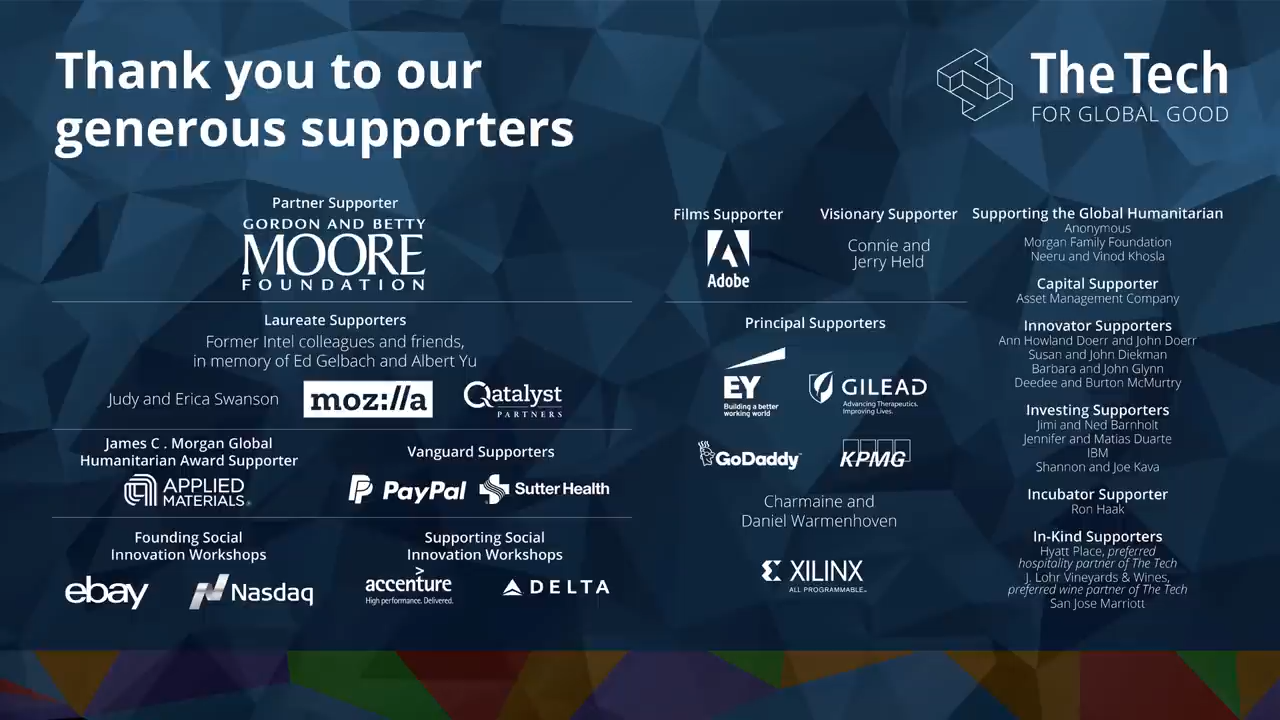 Thank you to our
generous supporters
The Tech
FOR GLOBAL GOOD
Partner Supporter
GORDON AND BETTY
MOORE
FOUNDATION
Laureate Supporters
Former Intel colleagues and friends,
in memory of Ed Gelbach and Albert Yu
Judy and Erica Swanson
moz://a
Qatalyst
PARTNERS
James C . Morgan Global
Humanitarian Award Supporter
APPLIED
MATERIALS®
Vanguard Supporters
PayPal
Sutter Health
Founding Social
Innovation Workshops
ebay
Nasdaq
Supporting Social
Innovation Workshops
>
accenture
High performance. Delivered.
DELTA
Films Supporter
Adobe
Visionary Supporter
Connie and
Jerry Held
Principal Supporters
EY
Building a better
working world
GILEAD
Advancing Therapeutics.
Improving Lives.
GoDaddy™
KPMG
Charmaine and
Daniel Warmenhoven
XILINX
ALL PROGRAMMABLE™
Supporting the Global Humanitarian
Anonymous
Morgan Family Foundation
Neeru and Vinod Khosla
Capital Supporter
Asset Management Company
Innovator Supporters
Ann Howland Doerr and John Doerr
Susan and John Diekman
Barbara and John Glynn
Deedee and Burton McMurtry
Investing Supporters
Jimi and Ned Barnholt
Jennifer and Matias Duarte
IBM
Shannon and Joe Kava
Incubator Supporter
Ron Haak
In-Kind Supporters
Hyatt Place, preferred
hospitality partner of The Tech
J. Lohr Vineyards & Wines,
preferred wine partner of The Tech
San Jose Marriott